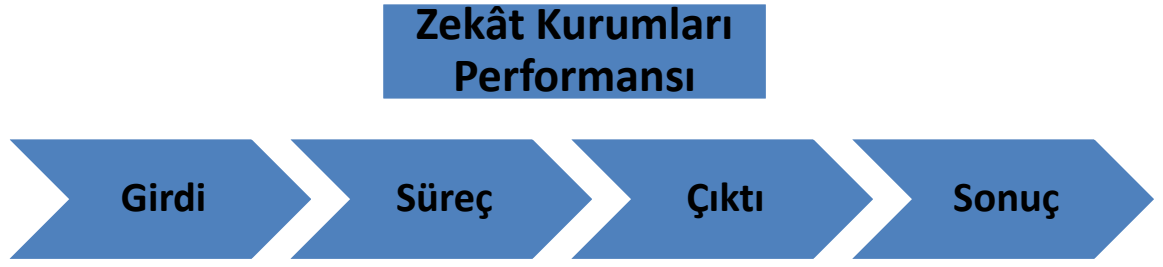 Zekât Kurumları
Performansı
Girdi
Süreç
Çıktı
Sonuç